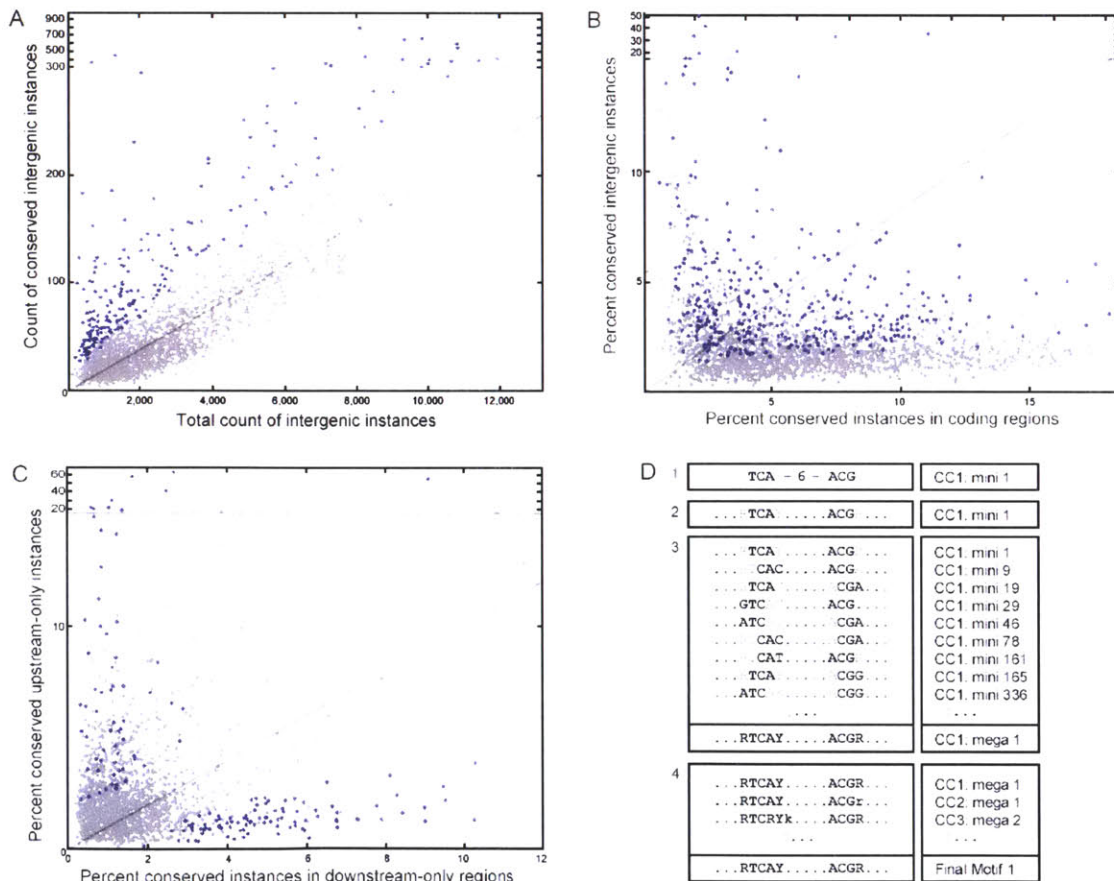 A
900
700
500
300
200
100
0
Count of conserved intergenic instances
2,000
4,000
6,000
8,000
10,000
12,000
Total count of intergenic instances
B
50
40
30
20
10
5
Percent conserved intergenic instances
5
10
15
Percent conserved instances in coding regions
C
60
40
20
10
0
Percent conserved upstream-only instances
0
2
4
6
8
10
12
Percent conserved instances in downstream-only regions
D
1
TCA - 6 - ACG
CC1. mini 1
2
...TCA......ACG...
CC1. mini 1
3
...TCA......ACG... CC1. mini 1
...CAC.....ACG... CC1. mini 9
...TCA.......CGA... CC1. mini 19
...GTC.......ACG... CC1. mini 29
...ATC........CGA... CC1. mini 46
...CAC......CGA... CC1. mini 78
...CAT.....ACG... CC1. mini 161
...TCA.......CGG... CC1. mini 165
...ATC........CGG... CC1. mini 336
... ...
...RTCAY.....ACGR... CC1. mega 1
4
...RTCAY.....ACGR... CC1. mega 1
...RTCAY.....ACGr... CC2. mega 1
...RTCRYk....ACGR... CC3. mega 2
... ...
...RTCAY.....ACGR... Final Motif 1